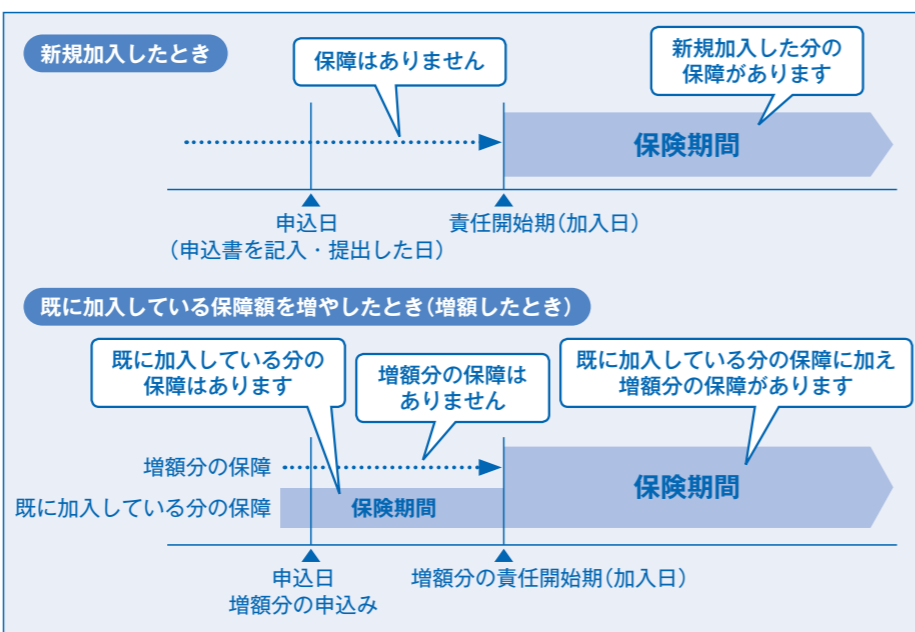 新規加入したとき
保障はありません
新規加入した分の
保障があります
保険期間
申込日
(申込書を記入・提出した日)
責任開始期(加入日)
既に加入している保障額を増やしたとき(増額したとき)
既に加入している分の
保障はあります
増額分の保障は
ありません
既に加入している分の保障に加え
増額分の保障があります
増額分の保障
既に加入している分の保障
保険期間
保険期間
申込日
増額分の申込み
増額分の責任開始期(加入日)